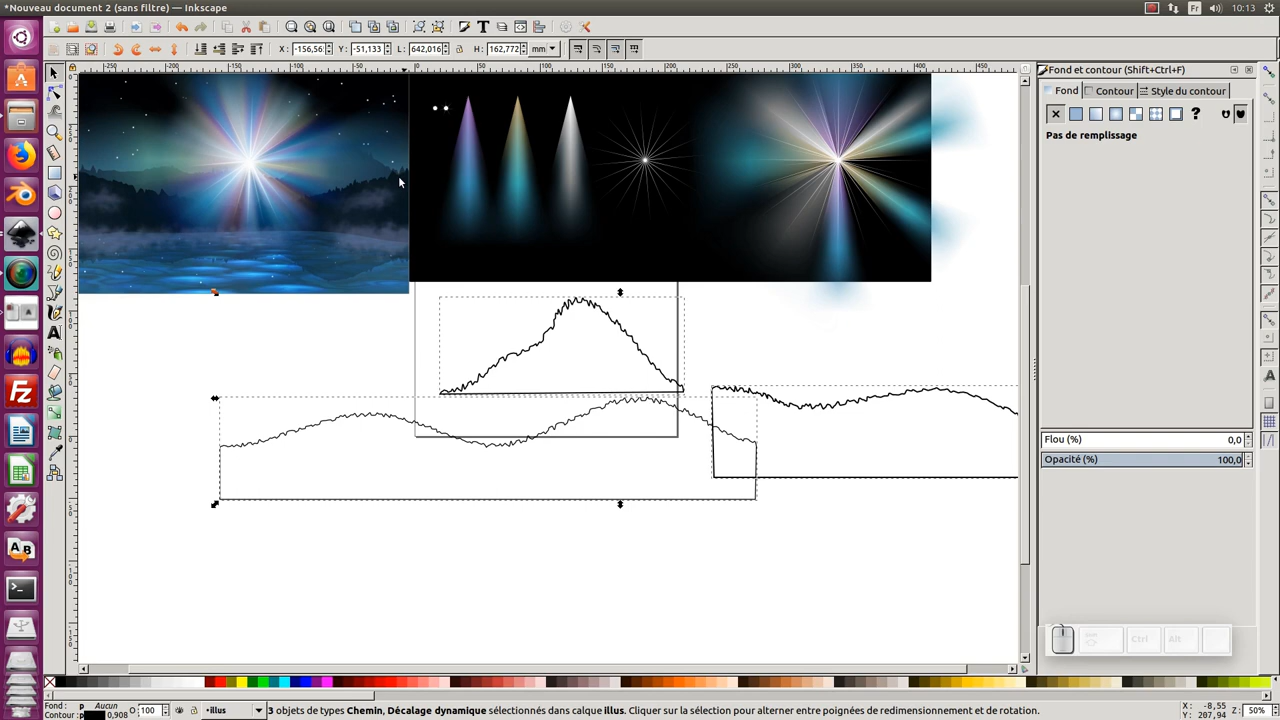 *Nouveau document 2 (sans filtre) — Inkscape
Fr
10:13
X : -156,56
Y : -51,133
L : 642,016
H : 162,772
mm
Fond et contour (Shift+Ctrl+F)
Fond
Contour
Style du contour
?
Pas de remplissage
Flou (%)
0,0
Opacité (%)
100,0
Ctrl
Alt
Fond :
p
Aucun
O :
100
•illus
3 objets de types Chemin, Décalage dynamique sélectionnés dans calque illus. Cliquer sur la sélection pour alterner entre poignées de redimensionnement et de rotation.
Contour :
p
0,908
X : -8,55
Y : 207,94
Z :
50%